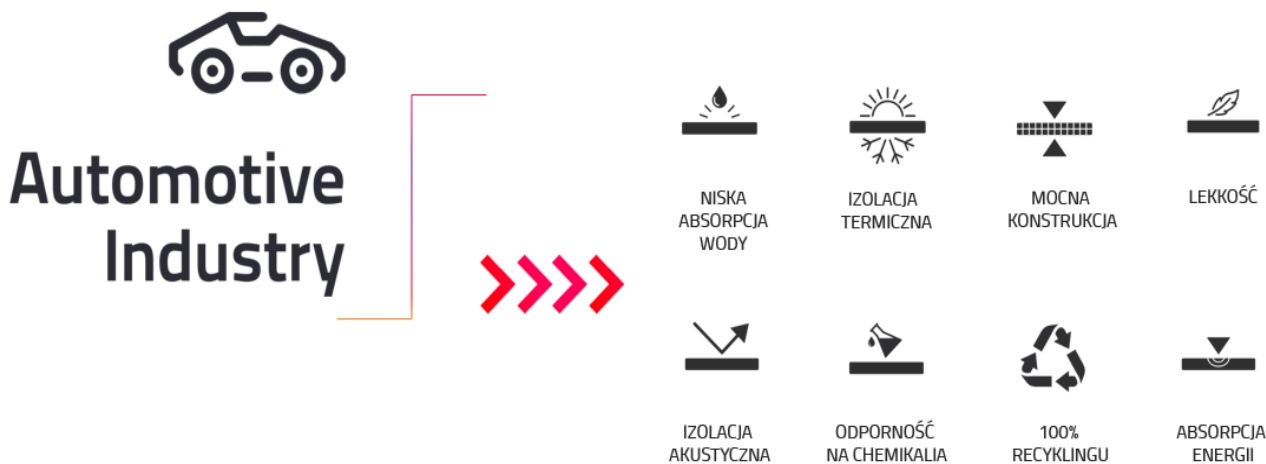 Automotive
Industry
NISKA
ABSORPCJA
WODY
IZOLACJA
TERMICZNA
MOCNA
KONSTRUKCJA
LEKKOŚĆ
IZOLACJA
AKUSTYCZNA
ODPORNOŚĆ
NA CHEMIKALIA
100%
RECYKLINGU
ABSORPCJA
ENERGII